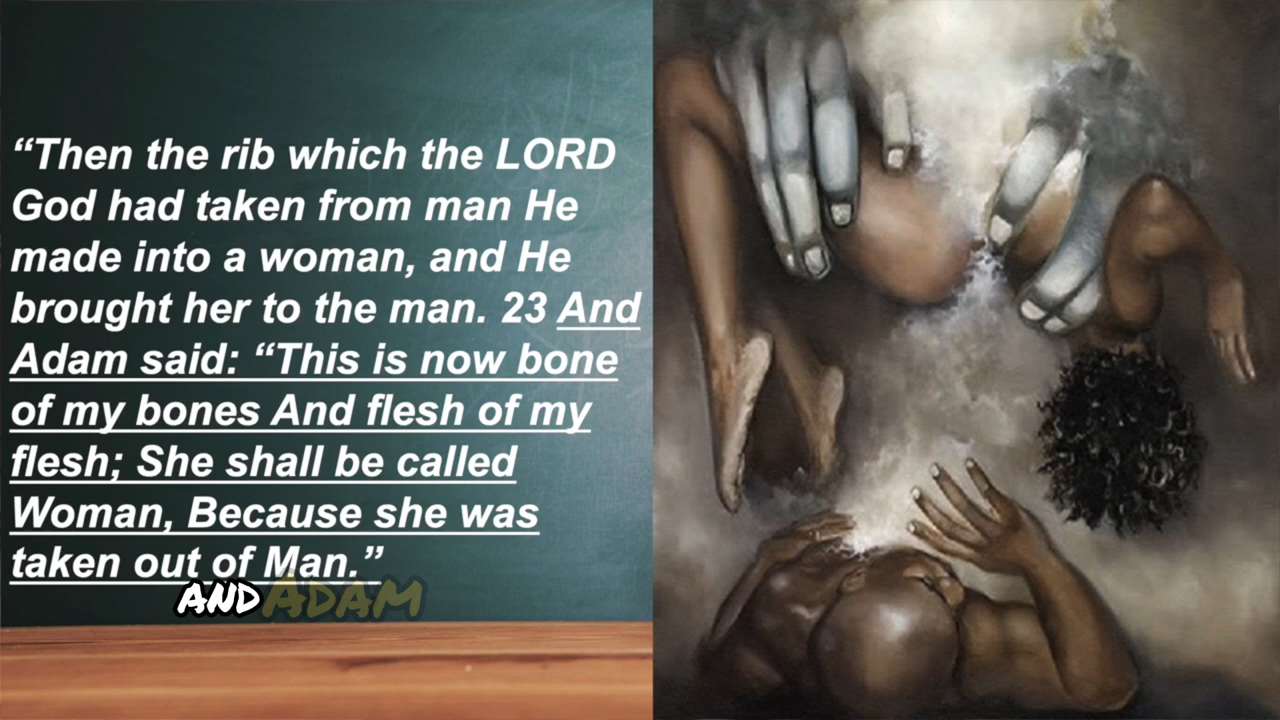 “Then the rib which the LORD
God had taken from man He
made into a woman, and He
brought her to the man. 23 And
Adam said: “This is now bone
of my bones And flesh of my
flesh; She shall be called
Woman, Because she was
taken out of Man.”
AND ADAM